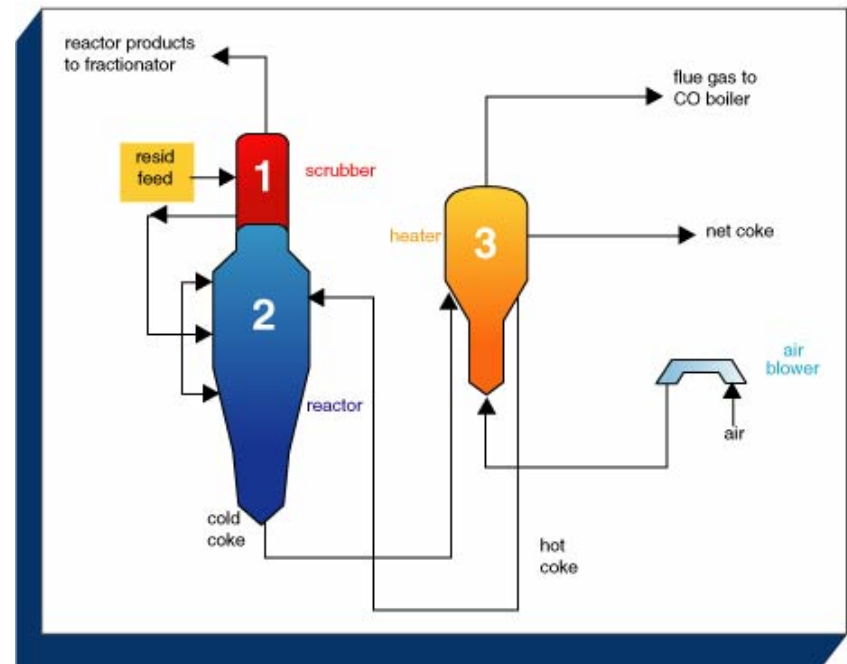 reactor products
to fractionator
flue gas to
CO boiler
resid
feed
1
scrubber
heater
3
net coke
2
air
blower
reactor
air
cold
coke
hot
coke